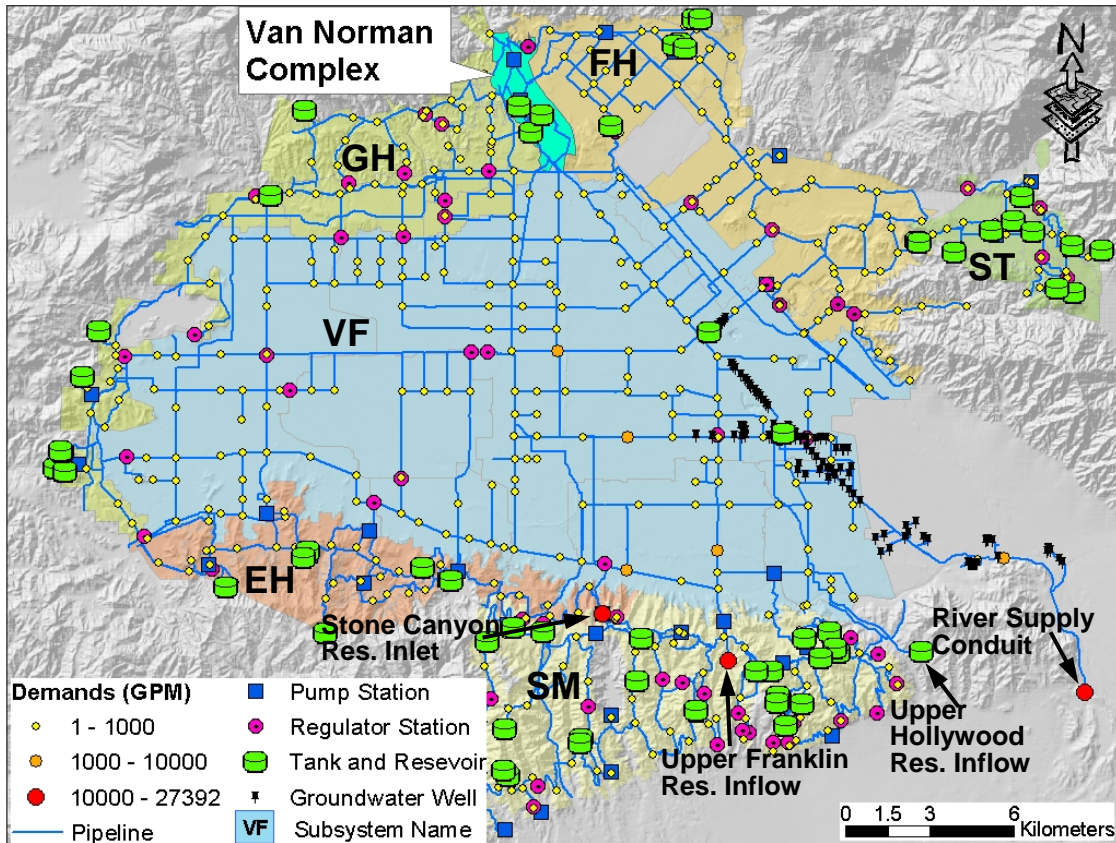 Van Norman
Complex
FH
N
GH
ST
VF
EH
Stone Canyon
Res. Inlet
River Supply
Conduit
SM
Upper
Hollywood
Res. Inflow
Upper Franklin
Res. Inflow
Demands (GPM)
1 - 1000
1000 - 10000
10000 - 27392
Pipeline
Pump Station
Regulator Station
Tank and Resevoir
Groundwater Well
VF Subsystem Name
0 1.5 3 6
Kilometers